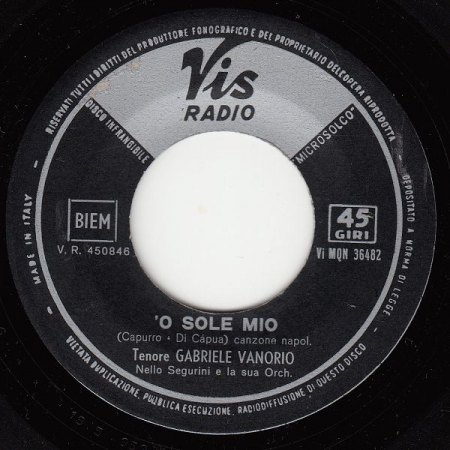 RISERVATI TUTTI I DIRITTI DEL PRODUTTORE FONOGRAFICO E DEL PROPRIETARIO DELL'OPERA RIPRODOTTA
Vis
RADIO
DISCO INFRANGIBILE
MICROSOLCO
MADE IN ITALY
DEPOSITATO A NORMA DI LEGGE
BIEM
45
GIRI
V. R. 450846
Vi MQN 36482
'O SOLE MIO
(Capurro - Di Cápua) canzone napol.
Tenore GABRIELE VANORIO
Nello Segurini e la sua Orch.
VIETATA DUPLICAZIONE, PUBBLICA ESECUZIONE, RADIODIFFUSIONE DI QUESTO DISCO